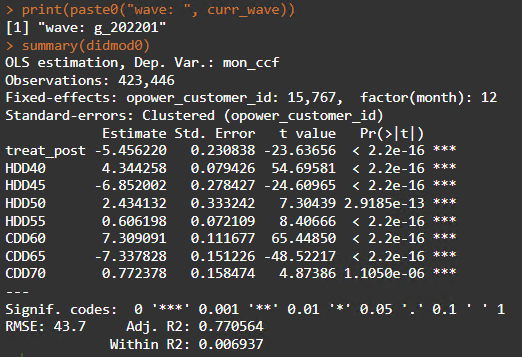 > print(paste0("wave: ", curr_wave))
[1] "wave: g_202201"
> summary(didmod0)
OLS estimation, Dep. Var.: mon_ccf
Observations: 423,446
Fixed-effects: opower_customer_id: 15,767,  factor(month): 12
Standard-errors: Clustered (opower_customer_id)
            Estimate Std. Error   t value   Pr(>|t|)
treat_post -5.456220   0.230838 -23.63656  < 2.2e-16 ***
HDD40       4.344258   0.079426  54.69581  < 2.2e-16 ***
HDD45      -6.852002   0.278427 -24.60965  < 2.2e-16 ***
HDD50       2.434132   0.333242   7.30439 2.9185e-13 ***
HDD55       0.606198   0.072109   8.40666  < 2.2e-16 ***
CDD60       7.309091   0.111677  65.44850  < 2.2e-16 ***
CDD65      -7.337828   0.151226 -48.52217  < 2.2e-16 ***
CDD70       0.772378   0.158474   4.87386 1.1050e-06 ***
---
Signif. codes:  0 '***' 0.001 '**' 0.01 '*' 0.05 '.' 0.1 ' ' 1
RMSE: 43.7     Adj. R2: 0.770564
             Within R2: 0.006937